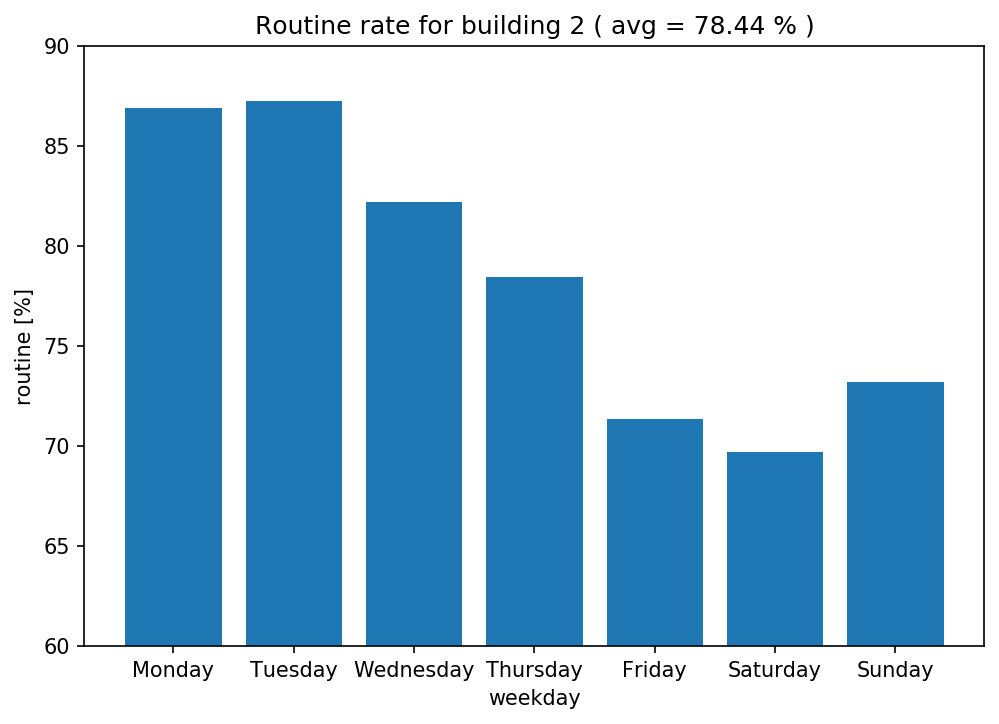 Routine rate for building 2 ( avg = 78.44 % )
90
85
80
75
70
65
60
routine [%]
Monday Tuesday Wednesday Thursday Friday Saturday Sunday
weekday